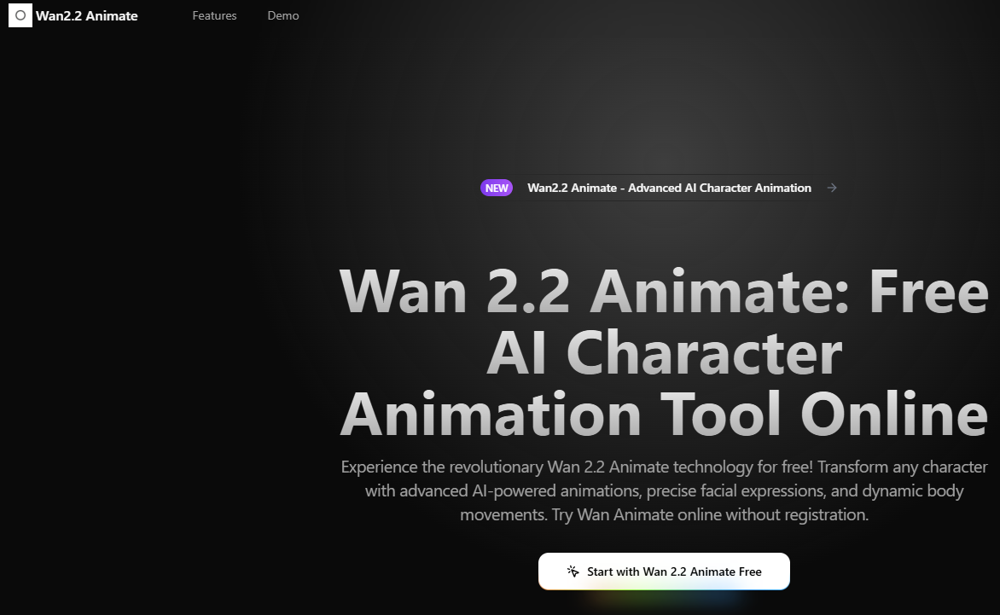 Wan2.2 Animate
Features
Demo
NEW
Wan2.2 Animate - Advanced AI Character Animation
Wan 2.2 Animate: Free
AI Character
Animation Tool Online
Experience the revolutionary Wan 2.2 Animate technology for free! Transform any character
with advanced AI-powered animations, precise facial expressions, and dynamic body
movements. Try Wan Animate online without registration.
Start with Wan 2.2 Animate Free